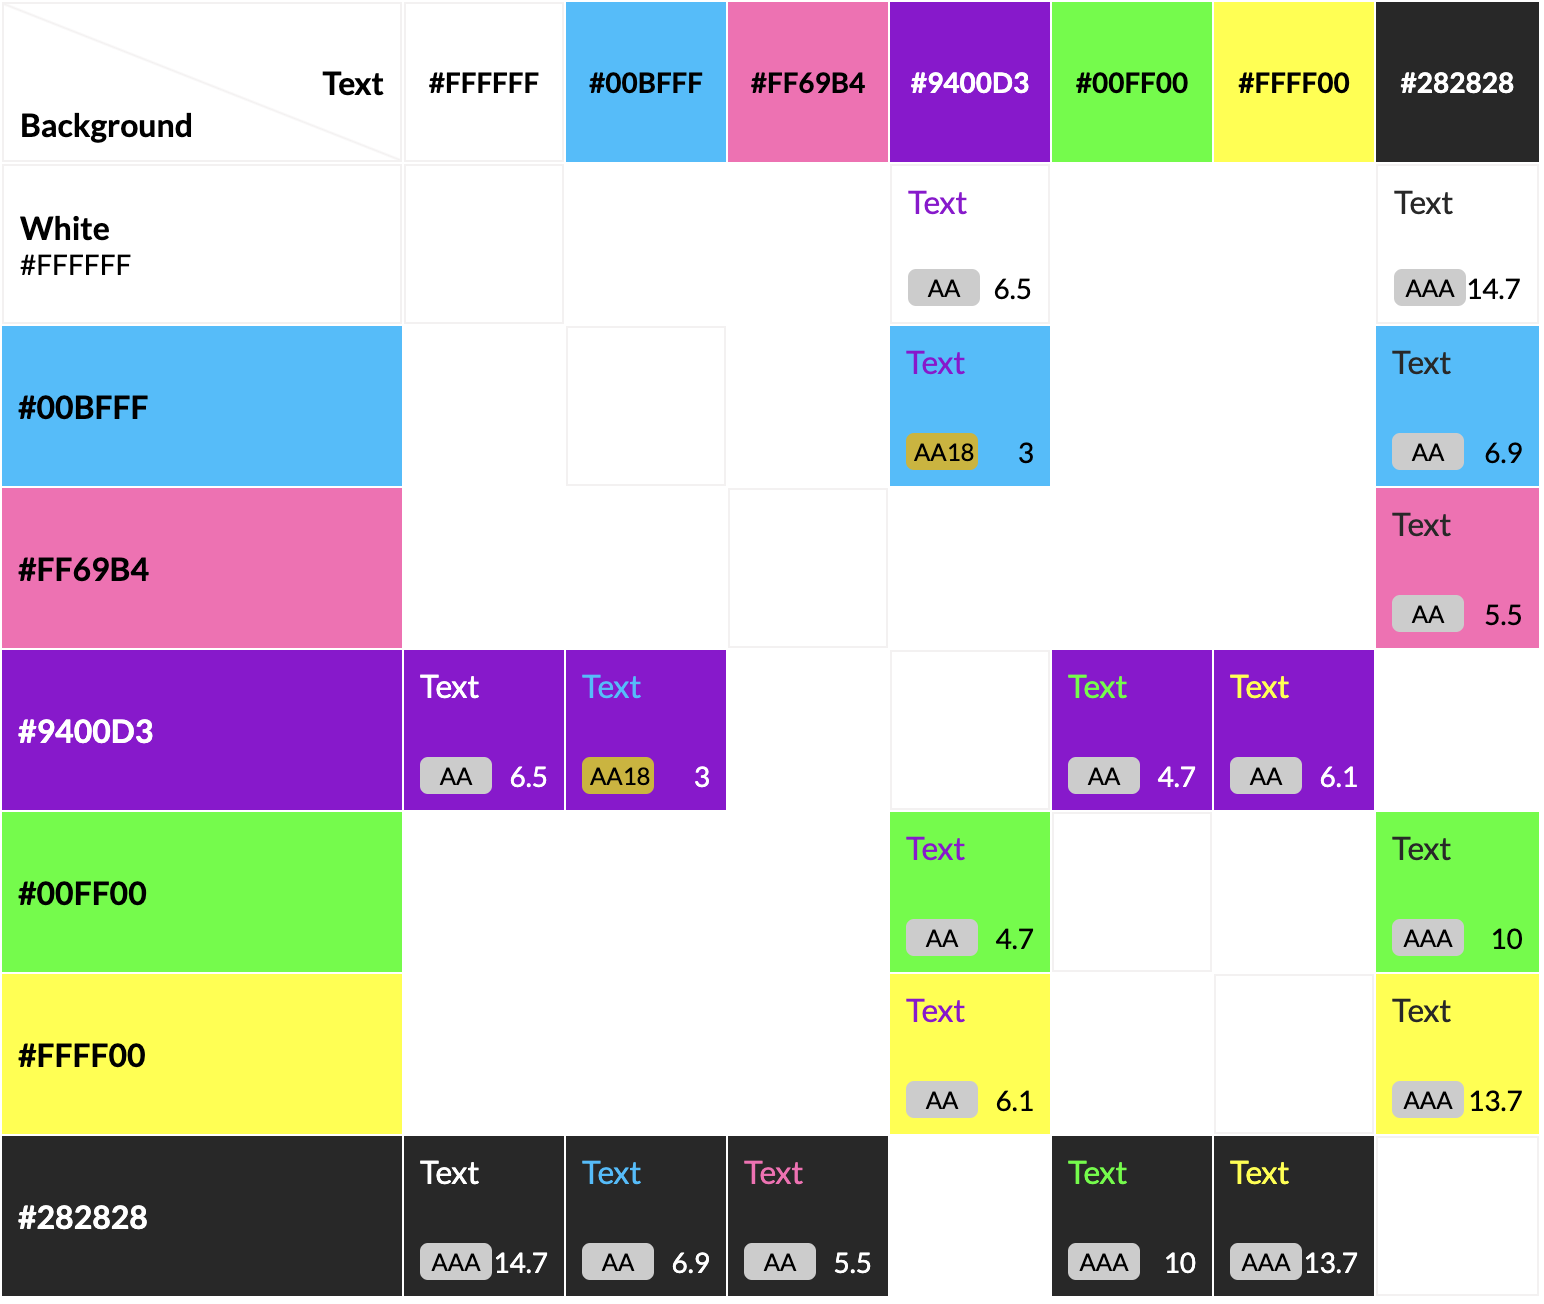 Text
Background
#FFFFFF
#00BFFF
#FF69B4
#9400D3
#00FF00
#FFFF00
#282828
White
#FFFFFF
Text
AA 6.5
Text
AAA 14.7
#00BFFF
Text
AA18 3
Text
AA 6.9
#FF69B4
Text
AA 5.5
#9400D3
Text
AA 6.5
Text
AA18 3
Text
AA 4.7
Text
AA 6.1
#00FF00
Text
AA 4.7
Text
AAA 10
#FFFF00
Text
AA 6.1
Text
AAA 13.7
#282828
Text
AAA 14.7
Text
AA 6.9
Text
AA 5.5
Text
AAA 10
Text
AAA 13.7